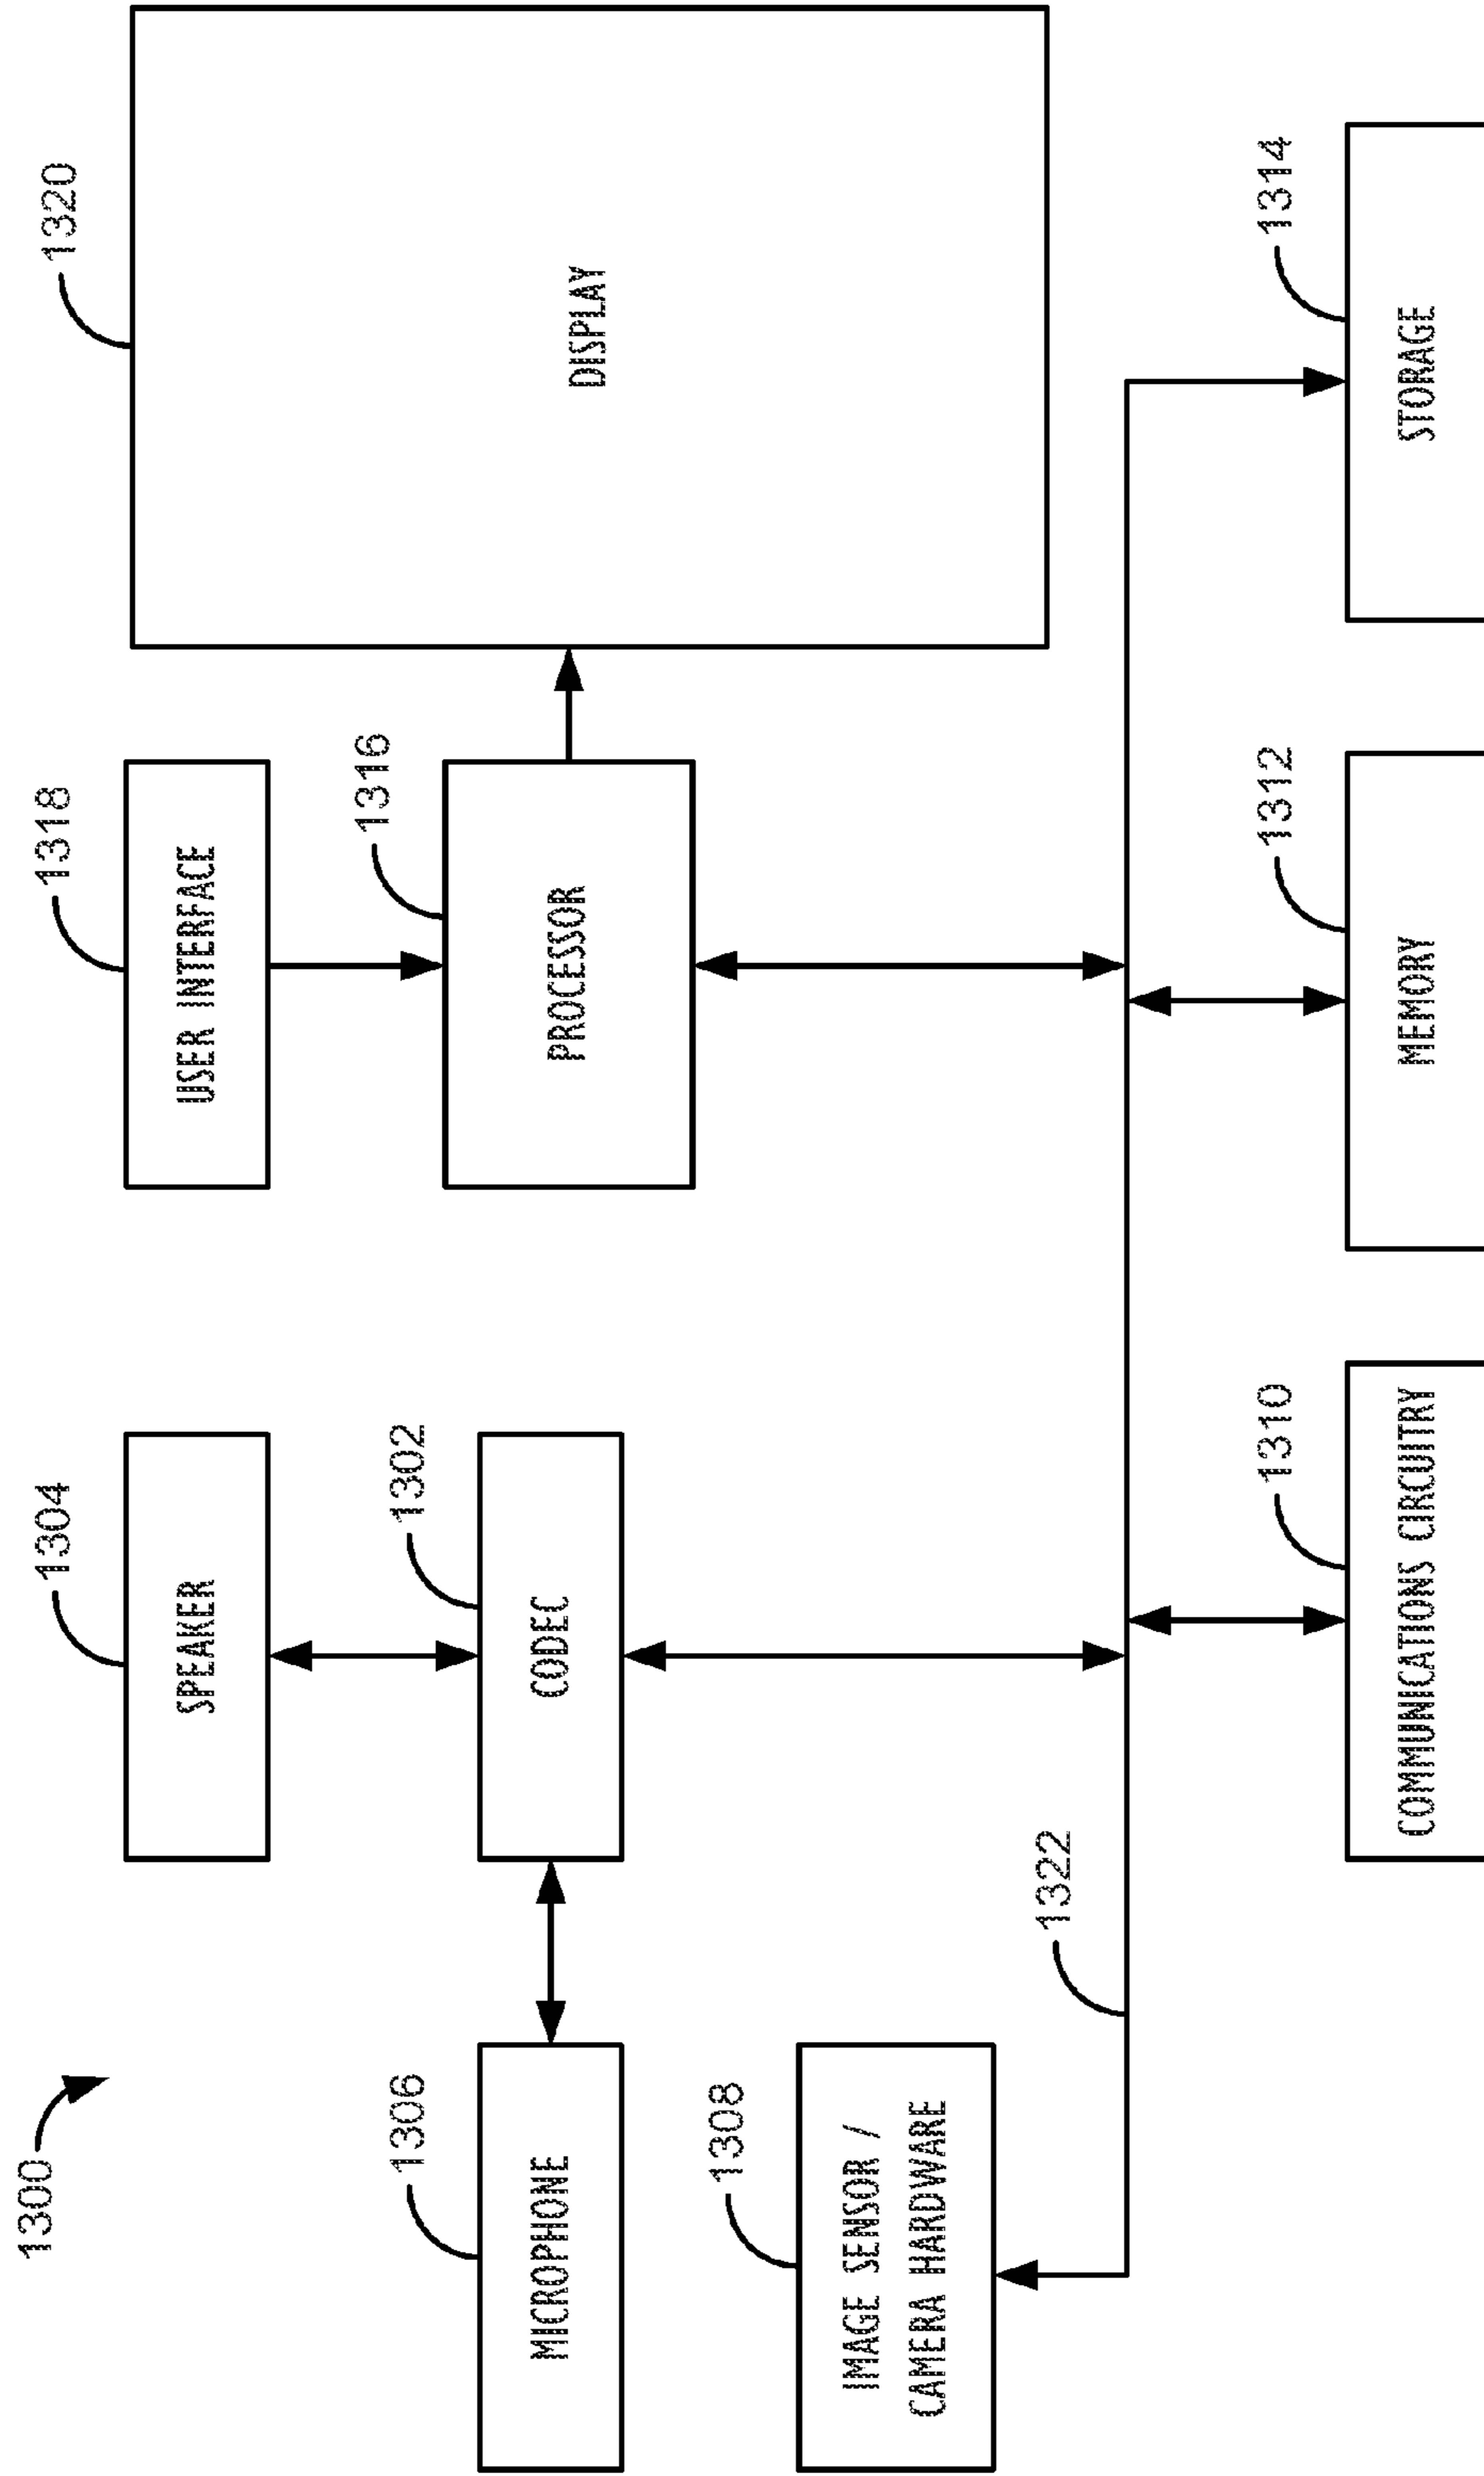 1300
1304
SPEAKER
1318
USER INTERFACE
1320
DISPLAY
1306
MICROPHONE
1302
CODEC
1316
PROCESSOR
1308
IMAGE SENSOR /
CAMERA HARDWARE
1322
1310
COMMUNICATIONS CIRCUITRY
1312
MEMORY
1314
STORAGE